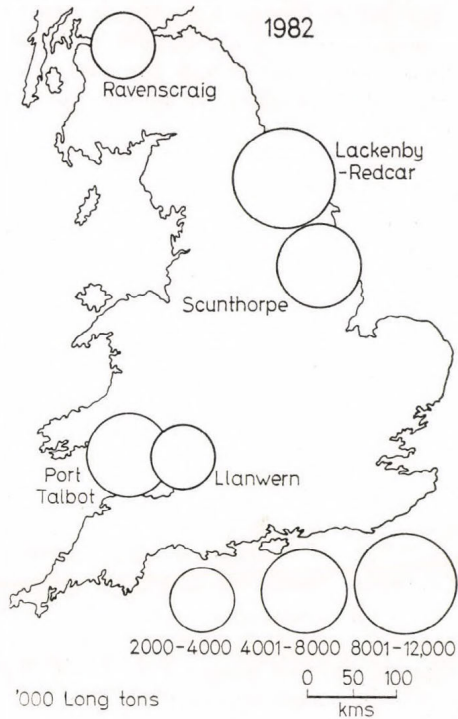 1982
Ravenscraig
Lackenby
-Redcar
Scunthorpe
Port
Talbot
Llanwern
2000-4000 4001-8000 8001-12,000
0 50 100
kms
'000 Long tons